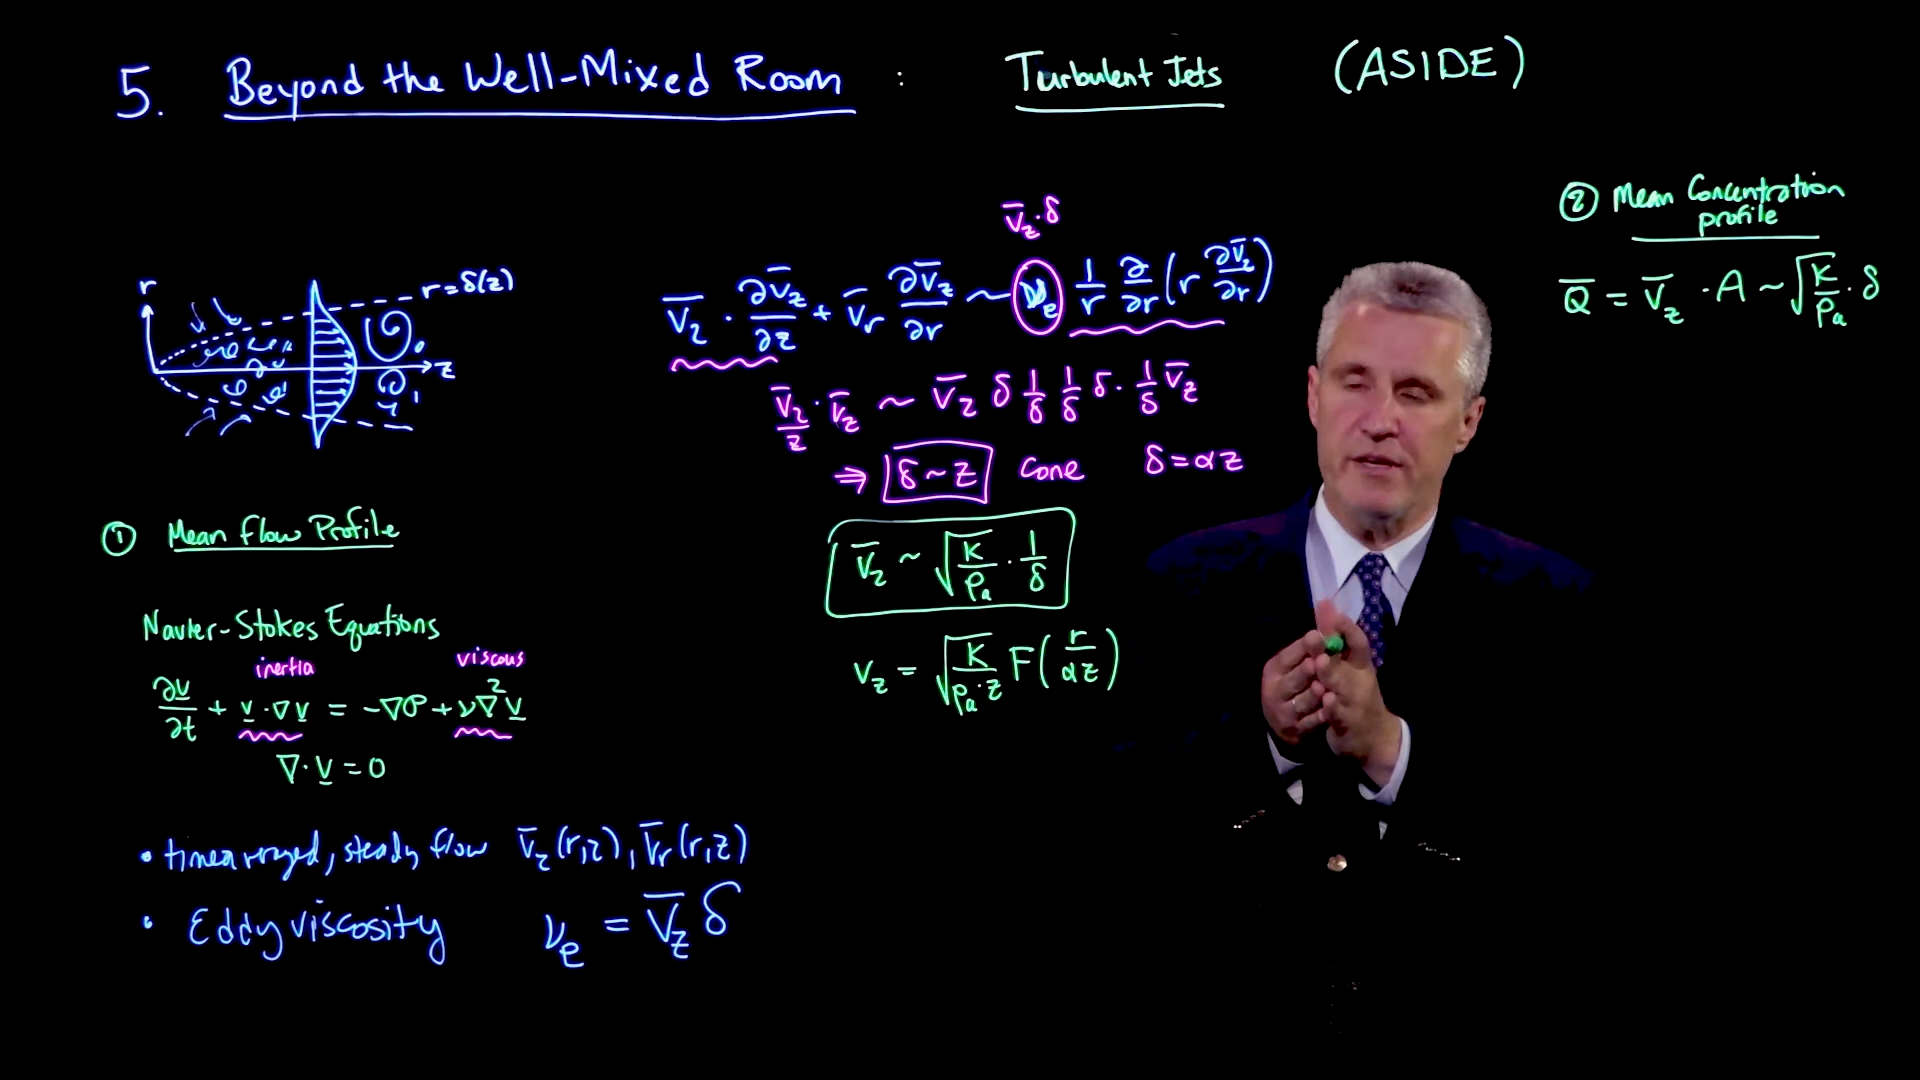 5. Beyond the Well-Mixed Room : Turbulent Jets (ASIDE)
r
r = δ(z)
z
① Mean Flow Profile
Navier-Stokes Equations
inertia viscous
∂v/∂t + v·∇v = -∇P + ν∇²v
∇·v = 0
• time averaged, steady flow v̄z(r,z), v̄r(r,z)
• Eddy viscosity νe = v̄z δ
v̄z·δ
v̄z · ∂v̄z/∂z + v̄r ∂v̄z/∂r ~ νe 1/r ∂/∂r (r ∂v̄z/∂r)
v̄z/z · v̄z ~ v̄z δ 1/δ 1/δ δ · 1/δ v̄z
⇒ δ ~ z cone δ = αz
v̄z ~ √(K/ρa) · 1/δ
vz = √(K/ρa·z) F(r/αz)
② Mean Concentration
profile
Q̄ = v̄z · A ~ √(K/ρa) · δ